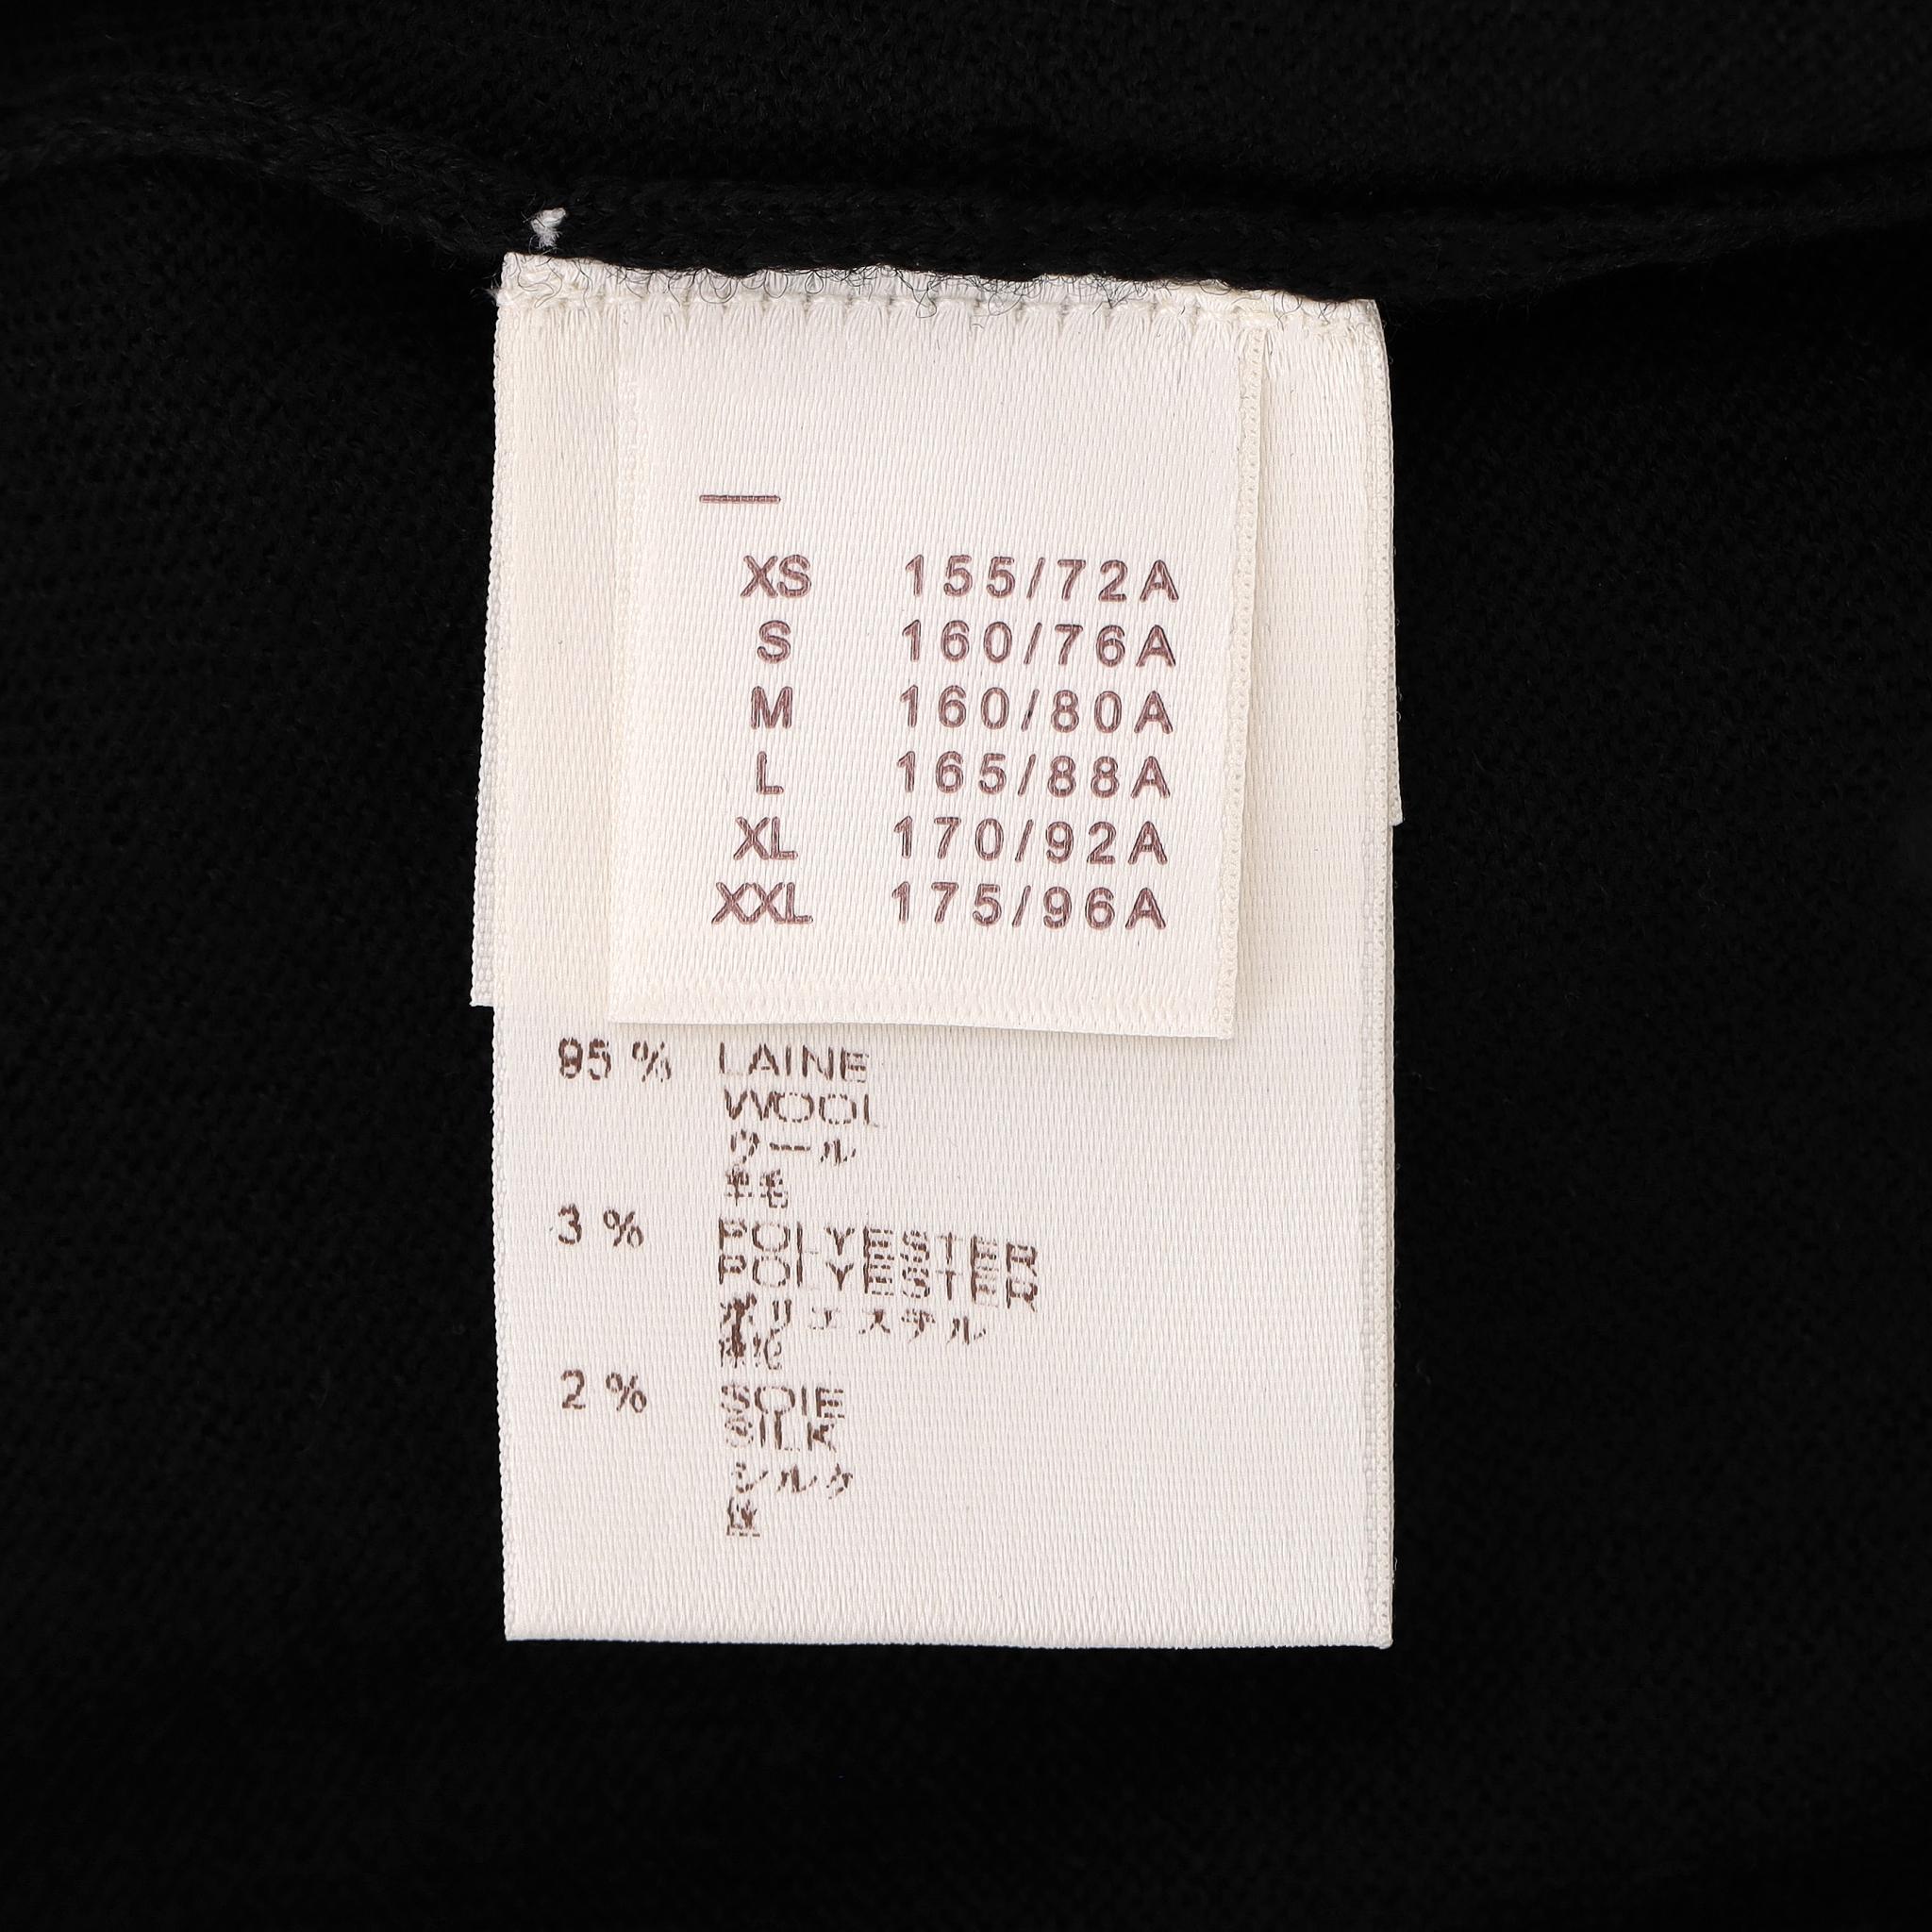 XS 155/72A
S 160/76A
M 160/80A
L 165/88A
XL 170/92A
XXL 175/96A
95 % LAINE
WOOL
ウール
羊毛
3 % POLYESTER
POLYESTER
ポリエステル
2 % SOIE
SILK
シルク